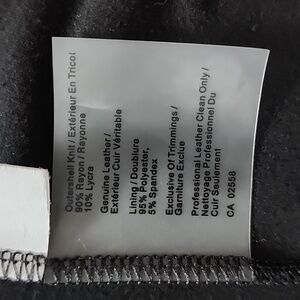 Outershell Knit / Extérieur En Tricot
90% Rayon / Rayonne
10% Lycra
Genuine Leather /
Extérieur Cuir Véritable
Lining / Doublure
95% Polyester,
5% Spandex
Exclusive Of Trimmings /
Garniture Exclue
Professional Leather Clean Only /
Nettoyage Professionnel Du
Cuir Seulement
CA 02558